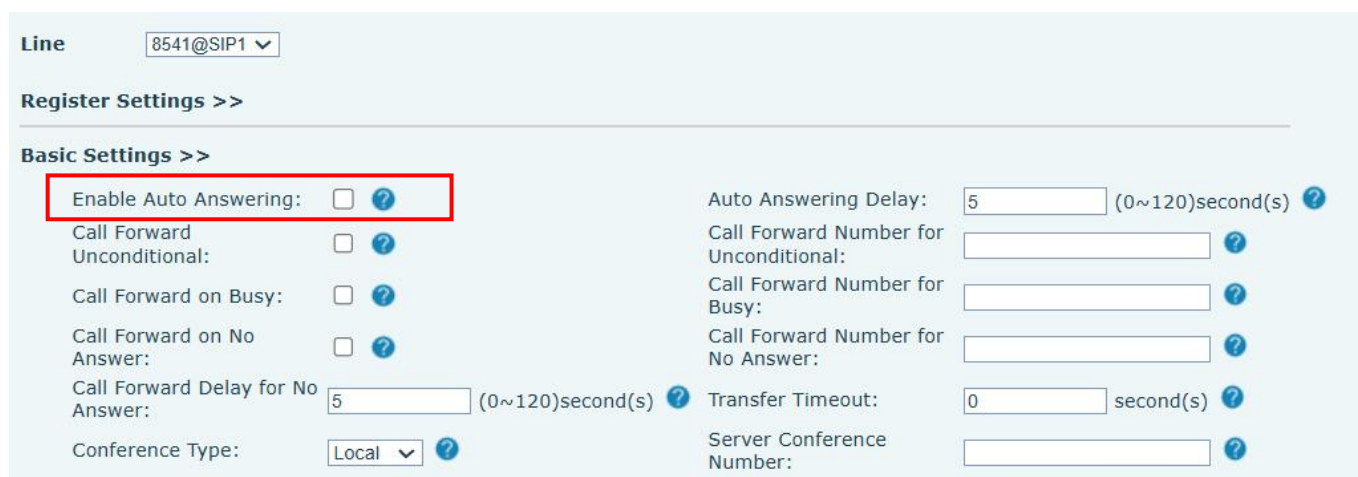 Line 8541@SIP1
Register Settings >>
Basic Settings >>
Enable Auto Answering: ? Auto Answering Delay: 5 (0~120)second(s) ?
Call Forward
Unconditional: ? Call Forward Number for
Unconditional: ?
Call Forward on Busy: ? Call Forward Number for
Busy: ?
Call Forward on No
Answer: ? Call Forward Number for
No Answer: ?
Call Forward Delay for No
Answer: 5 (0~120)second(s) ? Transfer Timeout: 0 second(s) ?
Conference Type: Local ? Server Conference
Number: ?